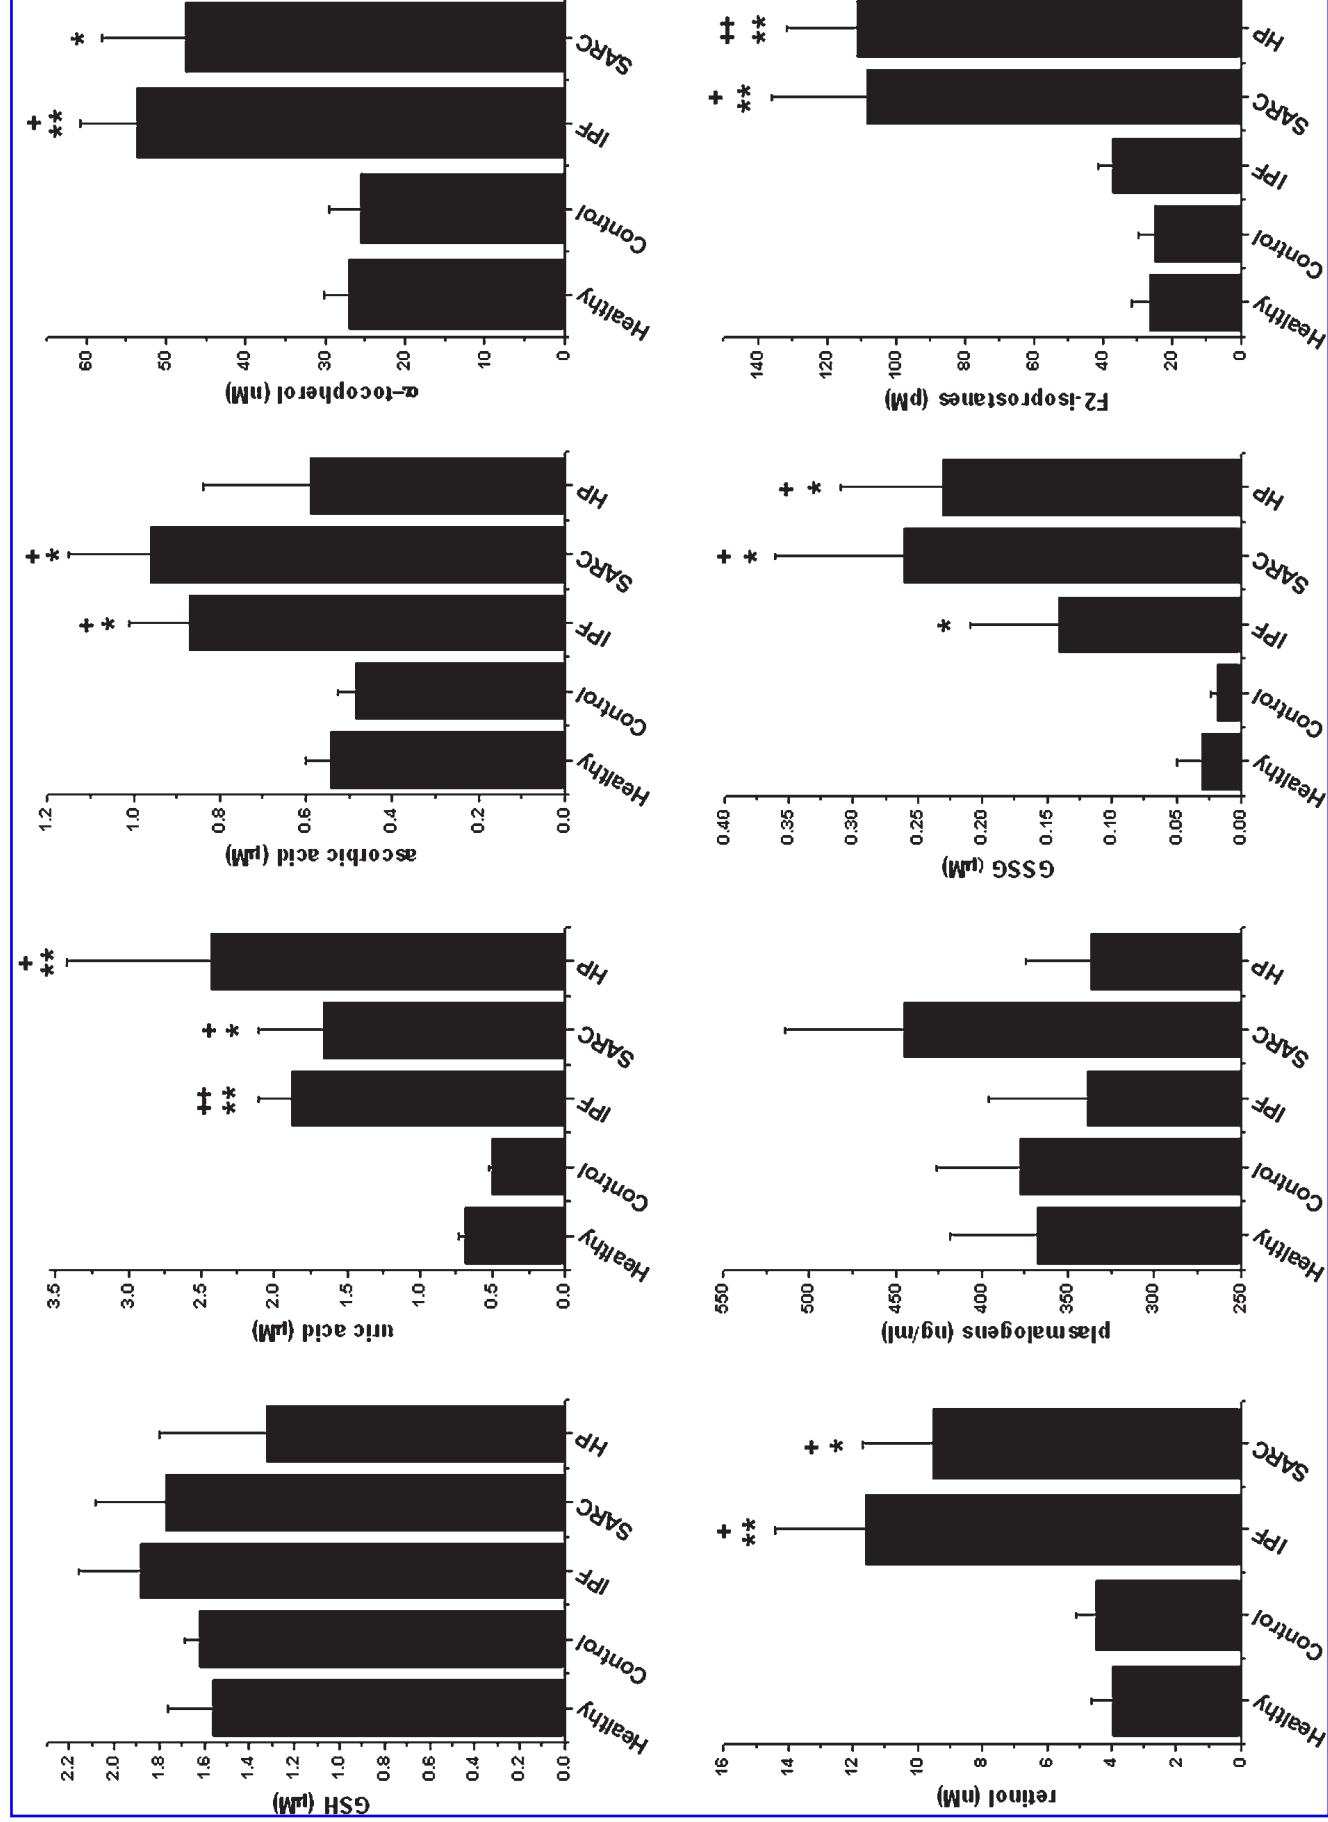 GSH (µM)
2.2
2.0
1.8
1.6
1.4
1.2
1.0
0.8
0.6
0.4
0.2
0.0
Healthy
Control
IPF
SARC
HP
uric acid (µM)
3.5
3.0
2.5
2.0
1.5
1.0
0.5
0.0
++
**
+
*
+
**
Healthy
Control
IPF
SARC
HP
ascorbic acid (µM)
1.2
1.0
0.8
0.6
0.4
0.2
0.0
+
*
+
*
Healthy
Control
IPF
SARC
HP
α-tocopherol (nM)
60
50
40
30
20
10
0
+
**
*
Healthy
Control
IPF
SARC
retinol (nM)
16
14
12
10
8
6
4
2
0
+
**
+
*
Healthy
Control
IPF
SARC
plasmalogens (ng/ml)
550
500
450
400
350
300
250
Healthy
Control
IPF
SARC
HP
GSSG (µM)
0.40
0.35
0.30
0.25
0.20
0.15
0.10
0.05
0.00
*
+
*
+
*
Healthy
Control
IPF
SARC
HP
F2-isoprostanes (pM)
140
120
100
80
60
40
20
0
+
**
++
**
Healthy
Control
IPF
SARC
HP